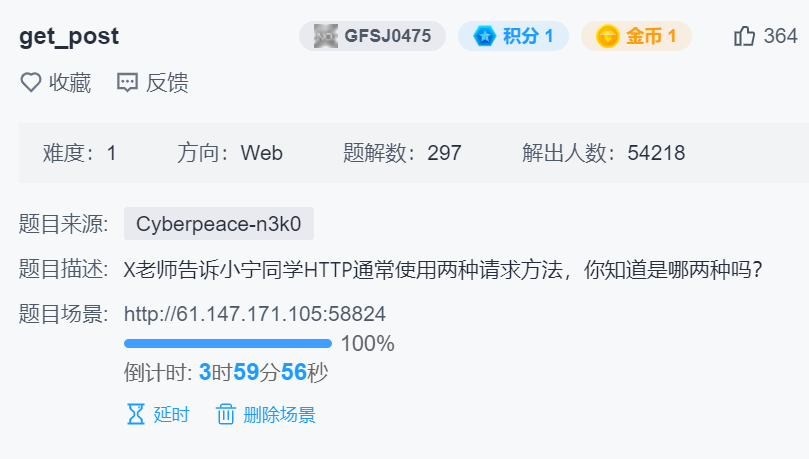 get_post GFSJ0475 积分 1 金币 1 364
收藏 反馈
难度：1 方向：Web 题解数：297 解出人数：54218
题目来源: Cyberpeace-n3k0
题目描述: X老师告诉小宁同学HTTP通常使用两种请求方法，你知道是哪两种吗？
题目场景: http://61.147.171.105:58824
100%
倒计时: 3时59分56秒
延时 删除场景